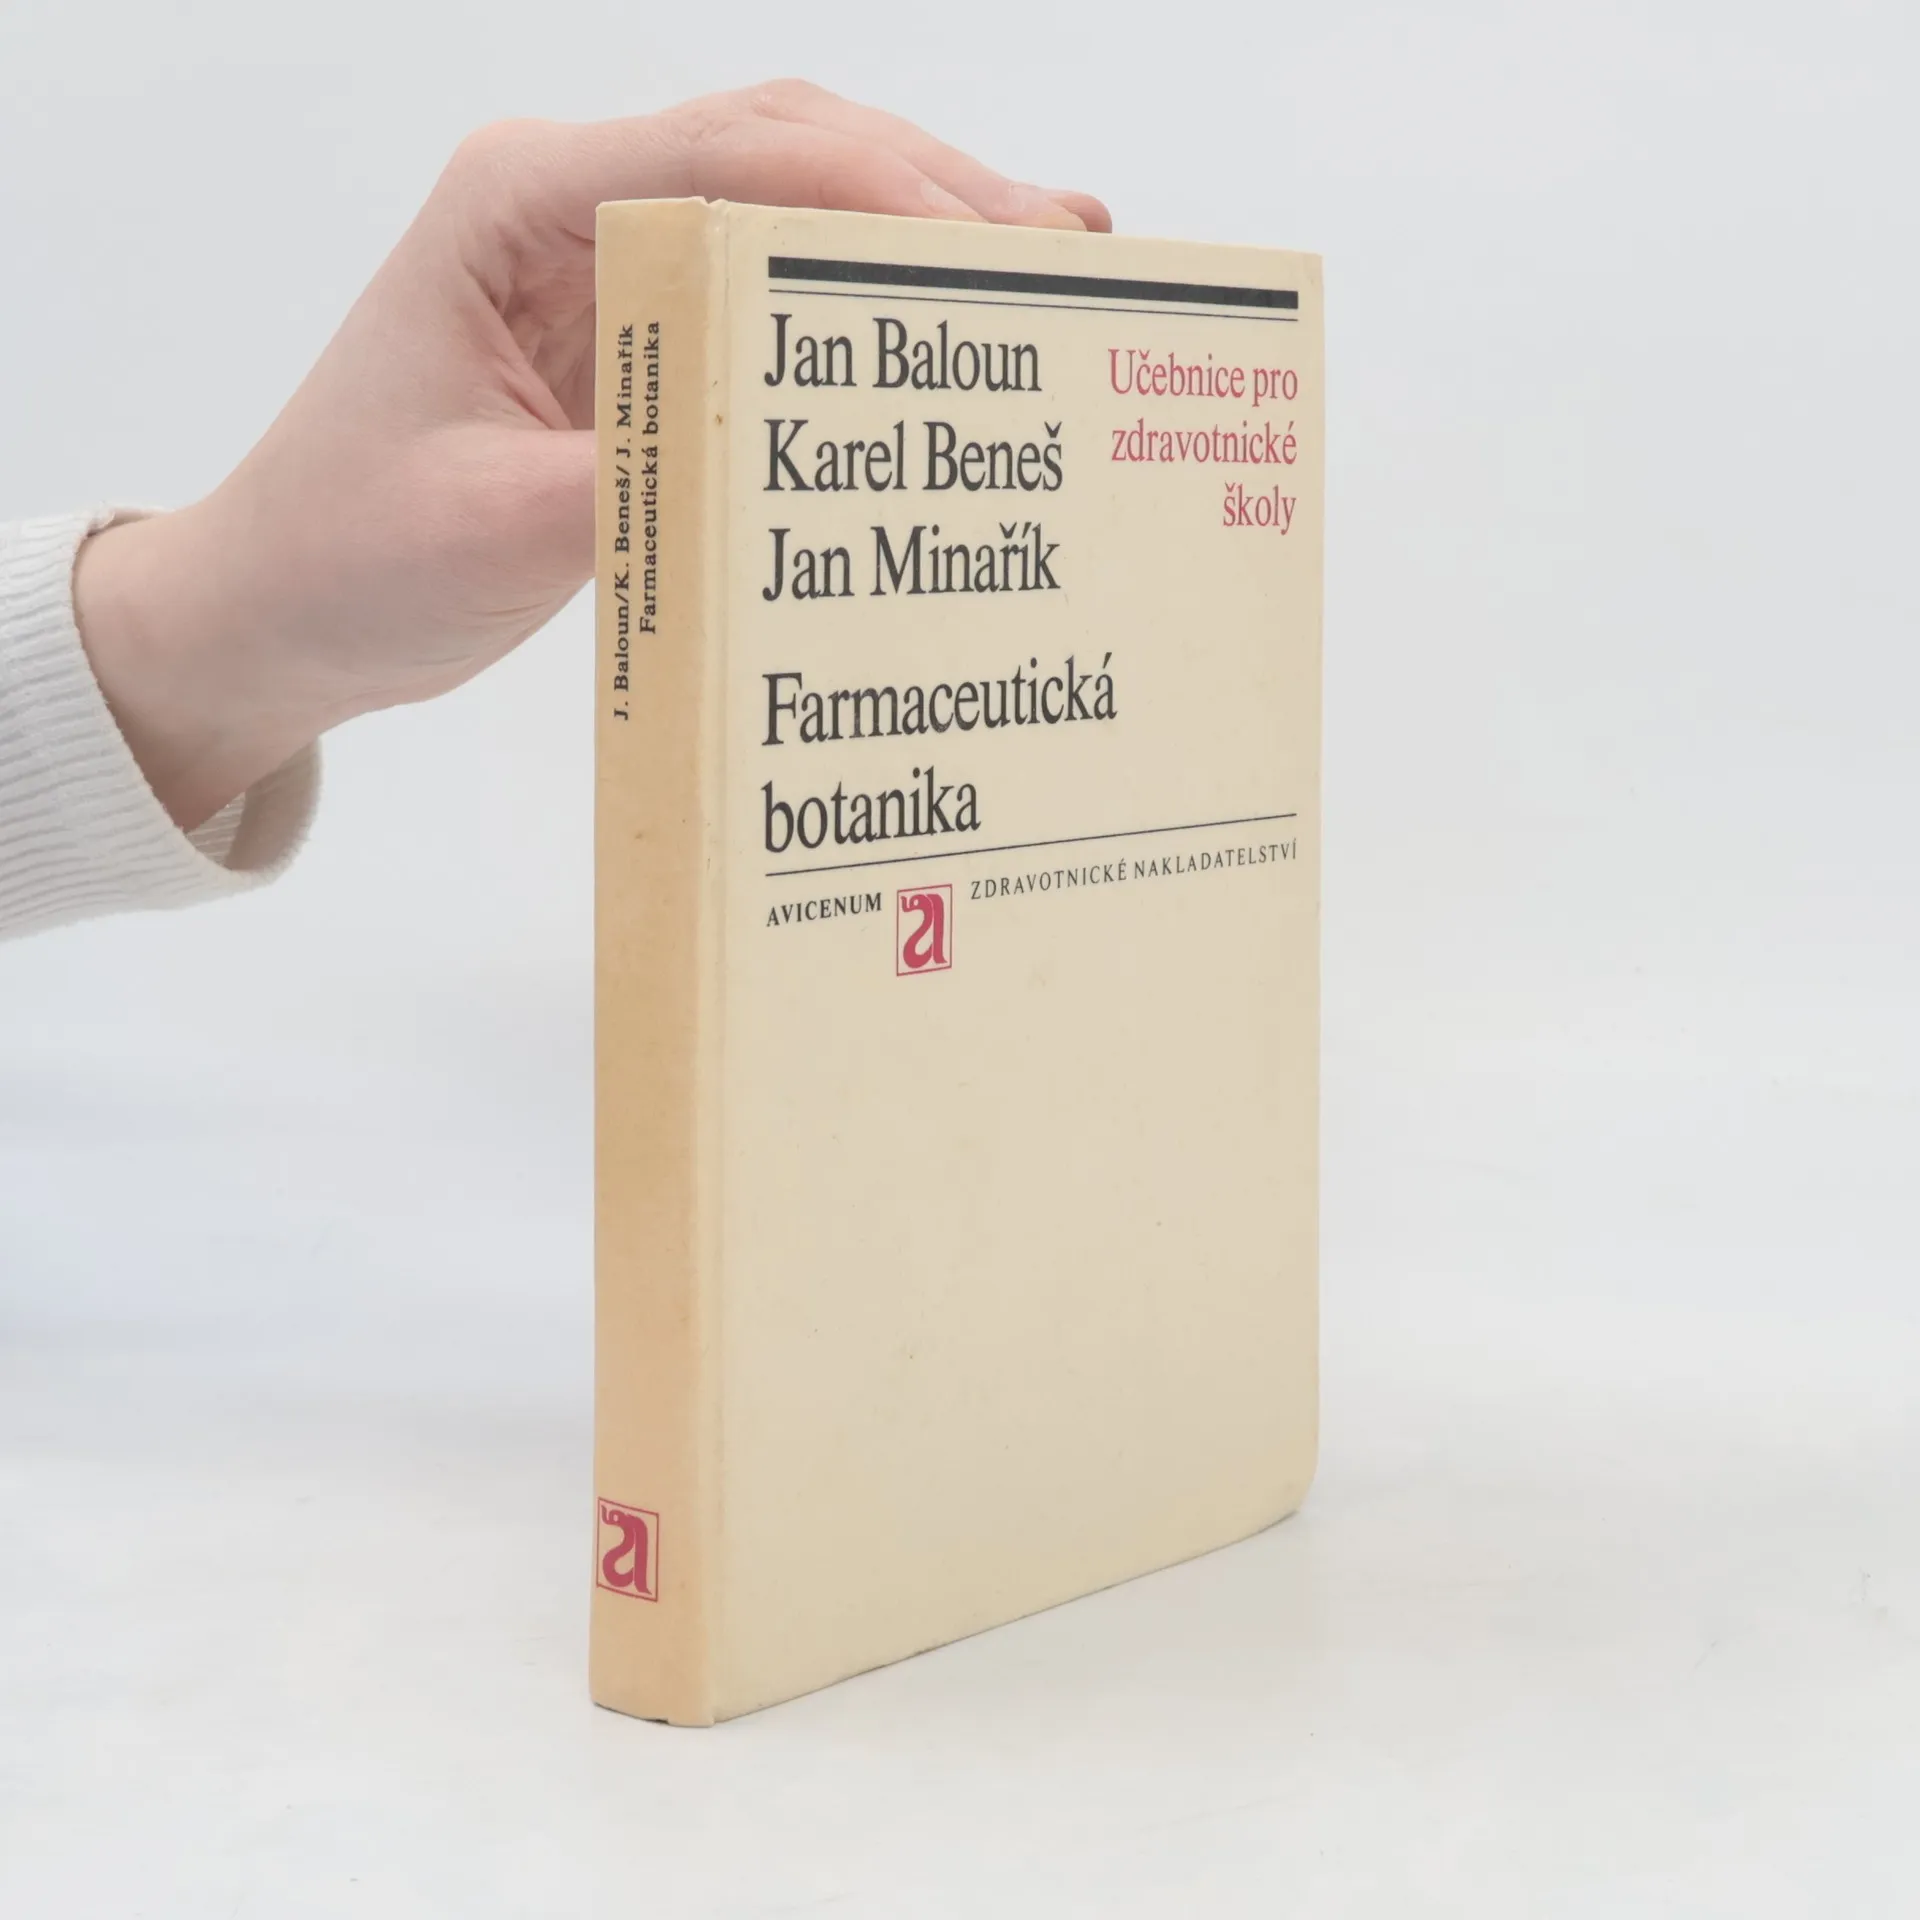 J. Baloun/K. Beneš/J. Minařík
Farmaceutická botanika
Jan Baloun
Karel Beneš
Jan Minařík
Učebnice pro
zdravotnické
školy
Farmaceutická
botanika
AVICENUM
ZDRAVOTNICKÉ NAKLADATELSTVÍ